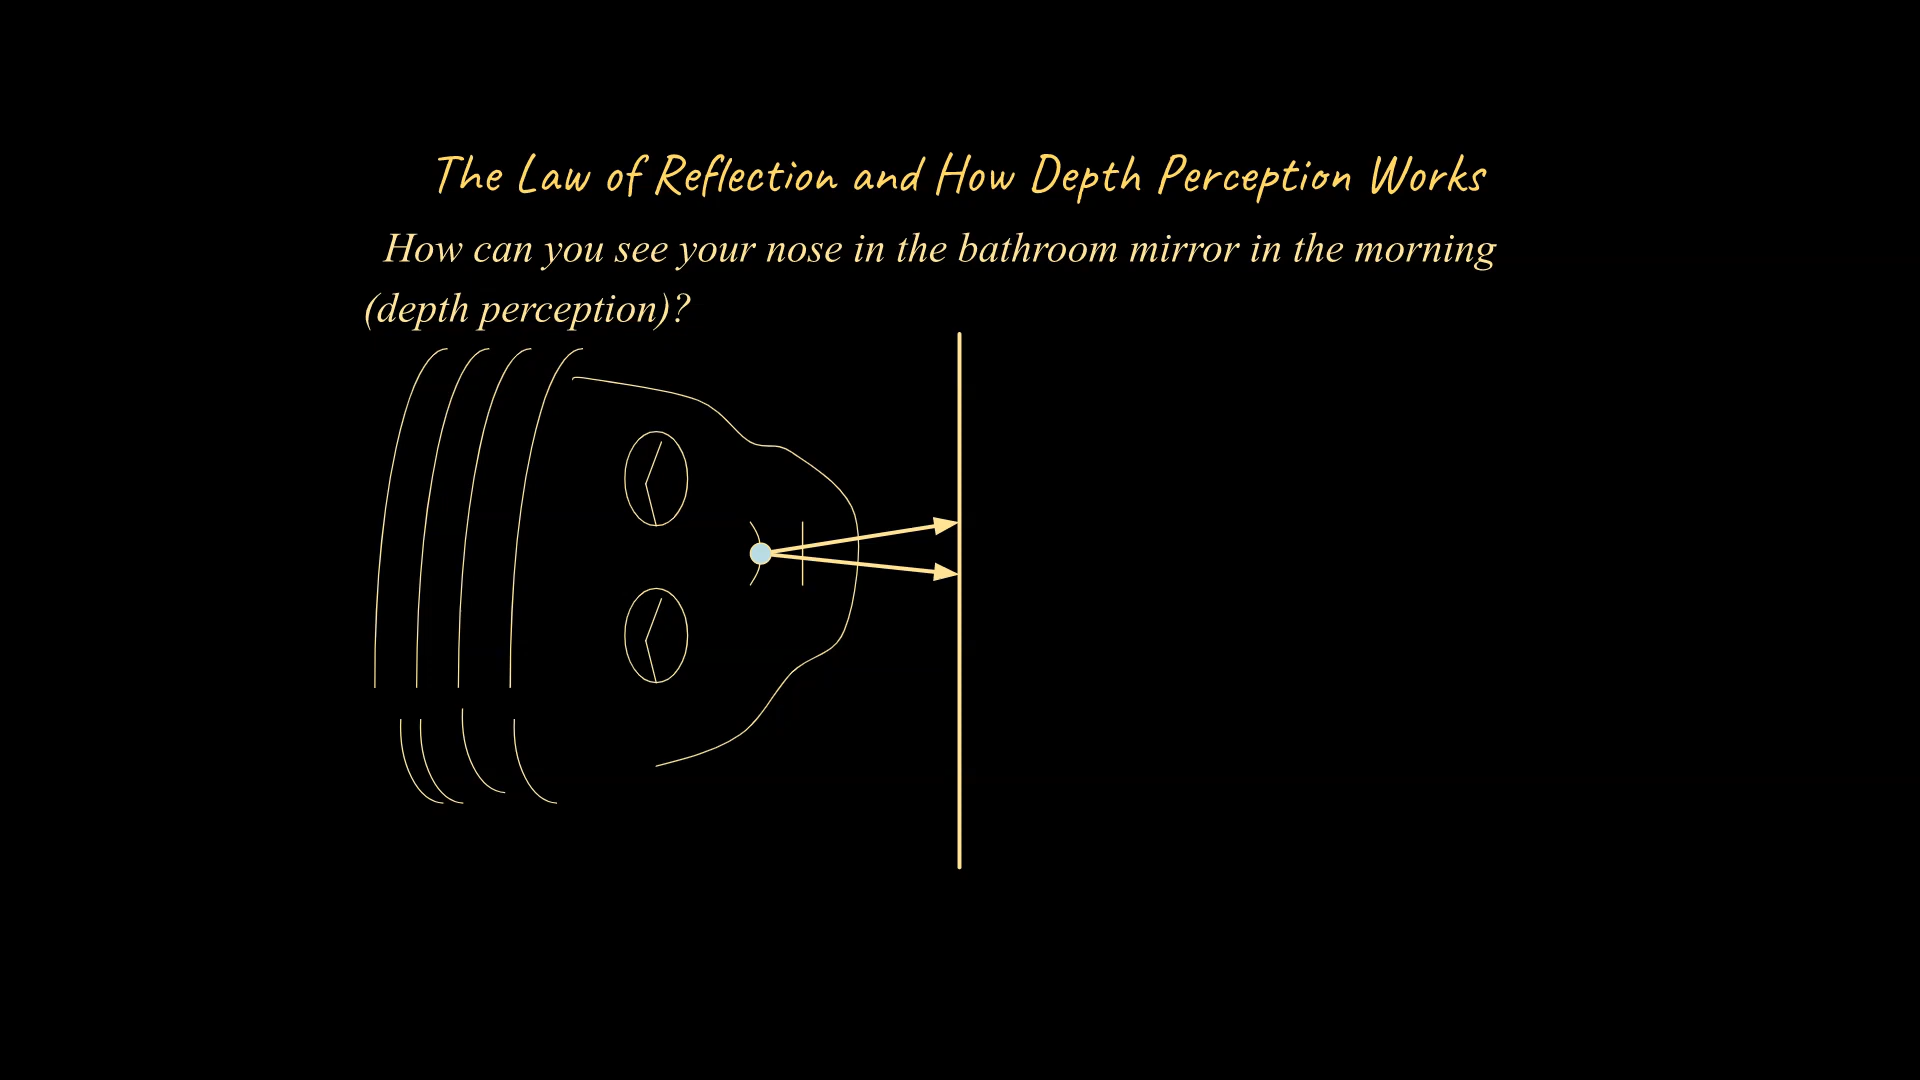 The Law of Reflection and How Depth Perception Works
How can you see your nose in the bathroom mirror in the morning
(depth perception)?